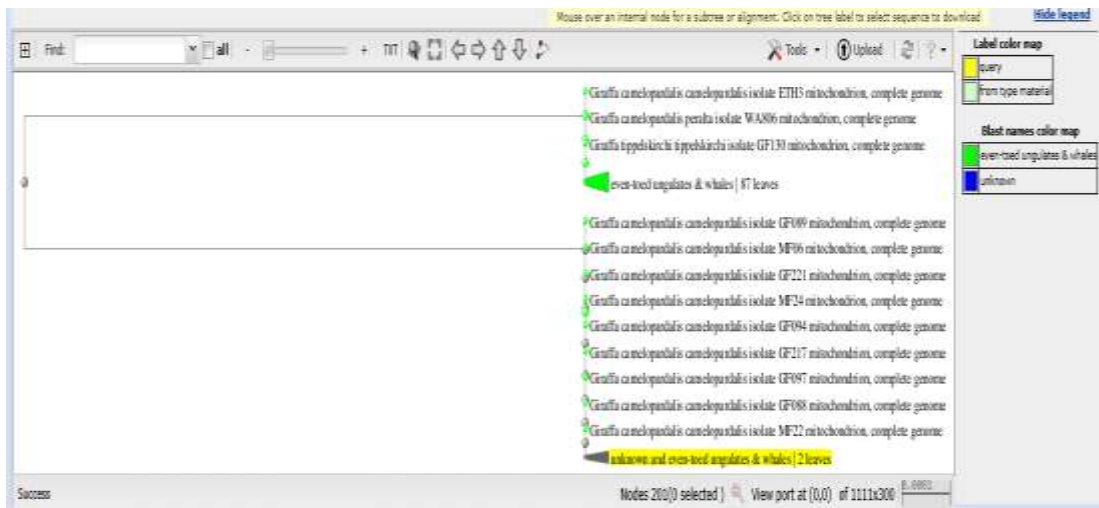 Mouse over an internal node for a subtree or alignment. Click on tree label to select sequence to download
Hide legend
Find:
all
-
+
Tools
Upload
?
Label color map
query
from type material
Blast names color map
even-toed ungulates & whales
unknown
Giraffa camelopardalis camelopardalis isolate ETH3 mitochondrion, complete genome
Giraffa camelopardalis peralta isolate WA806 mitochondrion, complete genome
Giraffa tippelskirchi tippelskirchi isolate GF130 mitochondrion, complete genome
even-toed ungulates & whales | 87 leaves
Giraffa camelopardalis camelopardalis isolate GF089 mitochondrion, complete genome
Giraffa camelopardalis camelopardalis isolate MF06 mitochondrion, complete genome
Giraffa camelopardalis camelopardalis isolate GF221 mitochondrion, complete genome
Giraffa camelopardalis camelopardalis isolate MF24 mitochondrion, complete genome
Giraffa camelopardalis camelopardalis isolate GF094 mitochondrion, complete genome
Giraffa camelopardalis camelopardalis isolate GF217 mitochondrion, complete genome
Giraffa camelopardalis camelopardalis isolate GF097 mitochondrion, complete genome
Giraffa camelopardalis camelopardalis isolate GF088 mitochondrion, complete genome
Giraffa camelopardalis camelopardalis isolate MF22 mitochondrion, complete genome
unknown and even-toed ungulates & whales | 2 leaves
Success
Nodes 201(0 selected )
View port at (0,0) of 1111x300